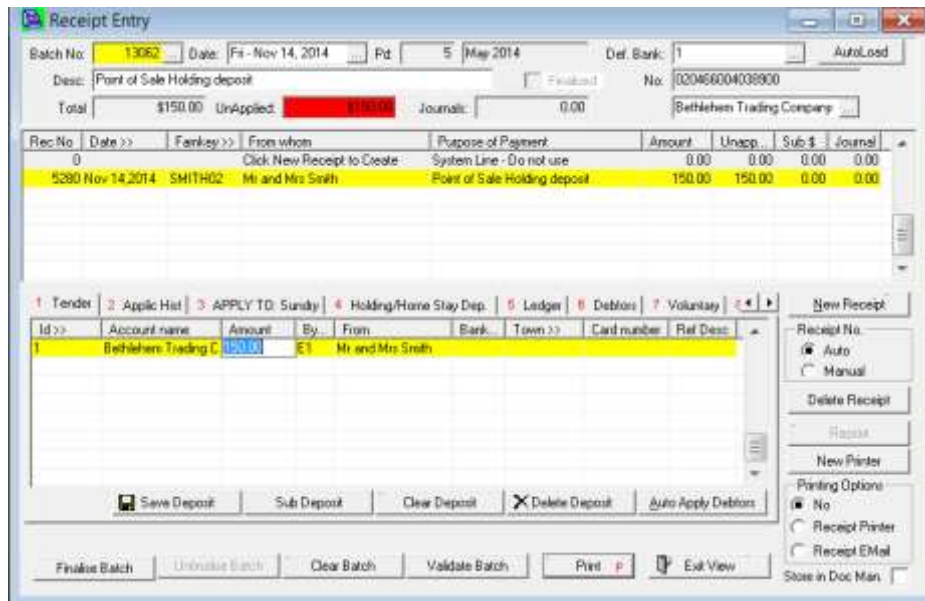 Receipt Entry
Batch No: 13062 ... Date: Fri - Nov 14, 2014 ... Pd: 5 May 2014 Def. Bank: 1 ... AutoLoad
Desc: Point of Sale Holding deposit Finalised No: 020466004038900
Total $150.00 UnApplied: $150.00 Journals: 0.00 Bethlehem Trading Company ...
Rec No Date >> Famkey >> From whom Purpose of Payment Amount Unapp... Sub $ Journal
0 Click New Receipt to Create System Line - Do not use 0.00 0.00 0.00 0.00
5280 Nov 14,2014 SMITH02 Mr and Mrs Smith Point of Sale Holding deposit 150.00 150.00 0.00 0.00
1 Tender 2 Applic Hist 3 APPLY TO: Sundry 4 Holding/Home Stay Dep. 5 Ledger 6 Debtors 7 Voluntary New Receipt
Id >> Account name Amount By... From Bank... Town >> Card number Ref Desc Receipt No.
1 Bethlehem Trading C 150.00 E1 Mr and Mrs Smith Auto
Manual
Delete Receipt
Reprint
New Printer
Printing Options
Save Deposit Sub Deposit Clear Deposit Delete Deposit Auto Apply Debtors No
Receipt Printer
Receipt EMail
Finalise Batch Unfinalise Batch Clear Batch Validate Batch Print P Exit View Store in Doc Man.